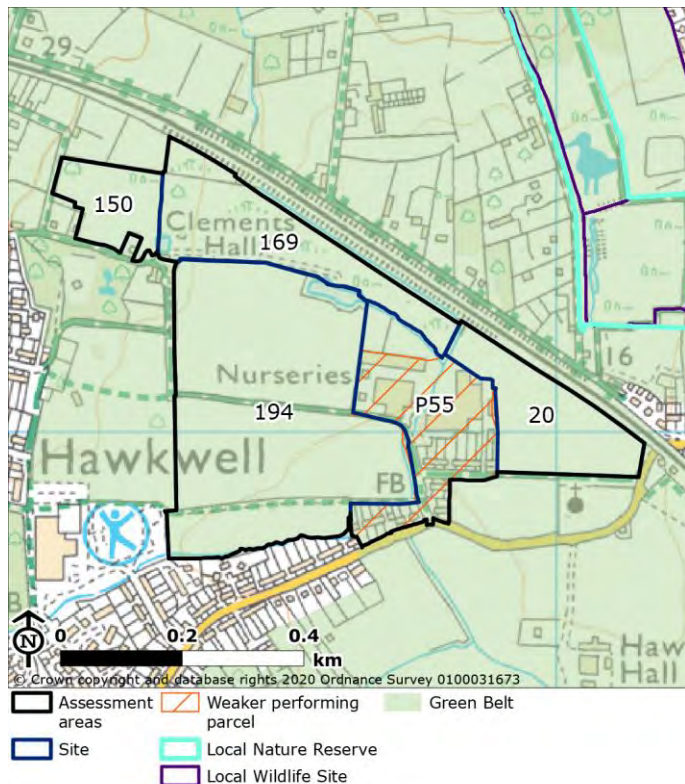 29
150
Clements
Hall
169
16
Nurseries
P55
20
194
Hawkwell
FB
Haw
Hall
N
0 0.2 0.4
km
© Crown copyright and database rights 2020 Ordnance Survey 0100031673
Assessment
areas
Weaker performing
parcel
Green Belt
Site
Local Nature Reserve
Local Wildlife Site